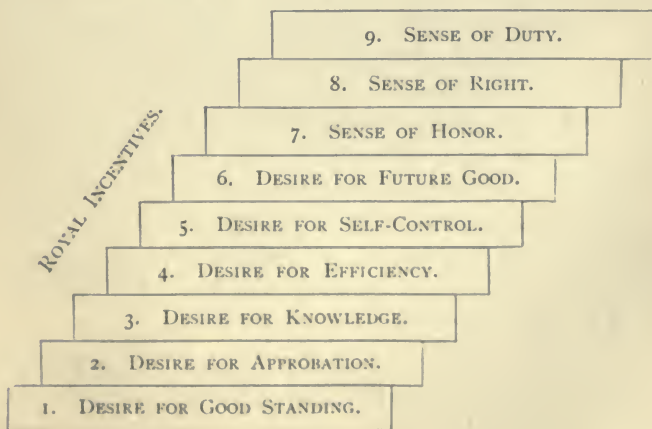 9. Sense of Duty.
8. Sense of Right.
7. Sense of Honor.
Royal Incentives.
6. Desire for Future Good.
5. Desire for Self-Control.
4. Desire for Efficiency.
3. Desire for Knowledge.
2. Desire for Approbation.
1. Desire for Good Standing.